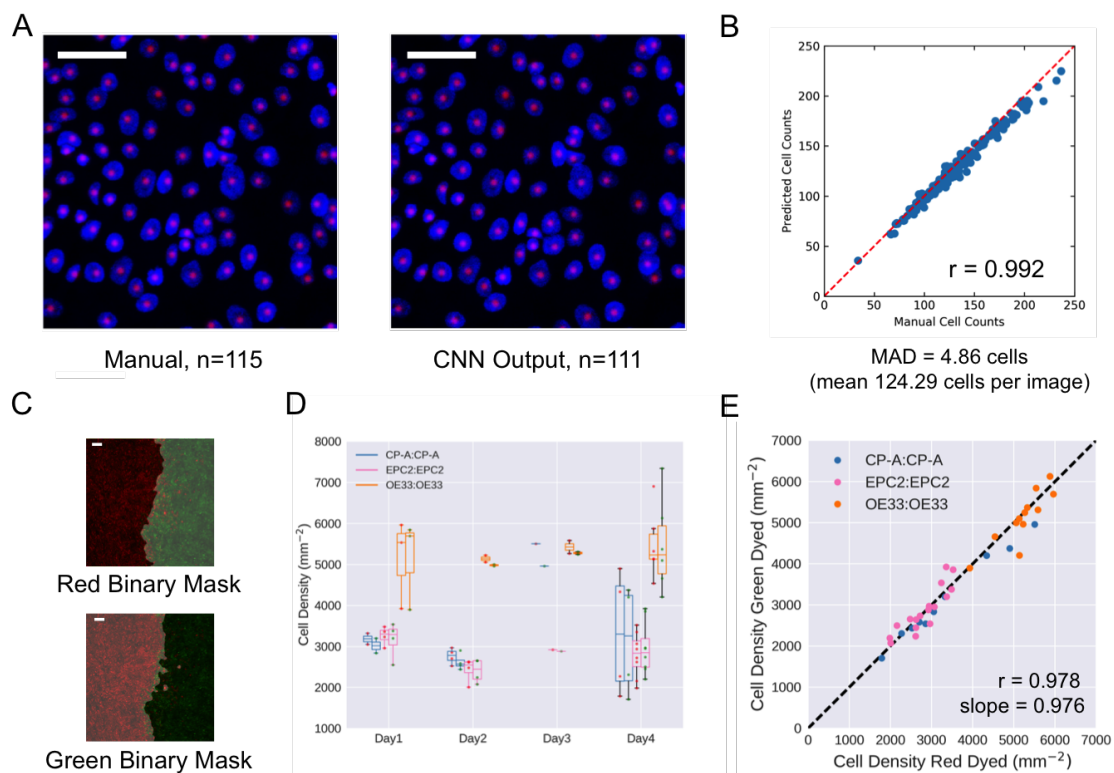 A
Manual, n=115
CNN Output, n=111
B
250
200
150
100
50
0
0 50 100 150 200 250
Predicted Cell Counts
Manual Cell Counts
r = 0.992
MAD = 4.86 cells
(mean 124.29 cells per image)
C
Red Binary Mask
Green Binary Mask
D
8000
7000
6000
5000
4000
3000
2000
1000
Cell Density (mm⁻²)
CP-A:CP-A
EPC2:EPC2
OE33:OE33
Day1 Day2 Day3 Day4
E
7000
6000
5000
4000
3000
2000
1000
0
0 1000 2000 3000 4000 5000 6000 7000
Cell Density Green Dyed (mm⁻²)
CP-A:CP-A
EPC2:EPC2
OE33:OE33
r = 0.978
slope = 0.976
Cell Density Red Dyed (mm⁻²)